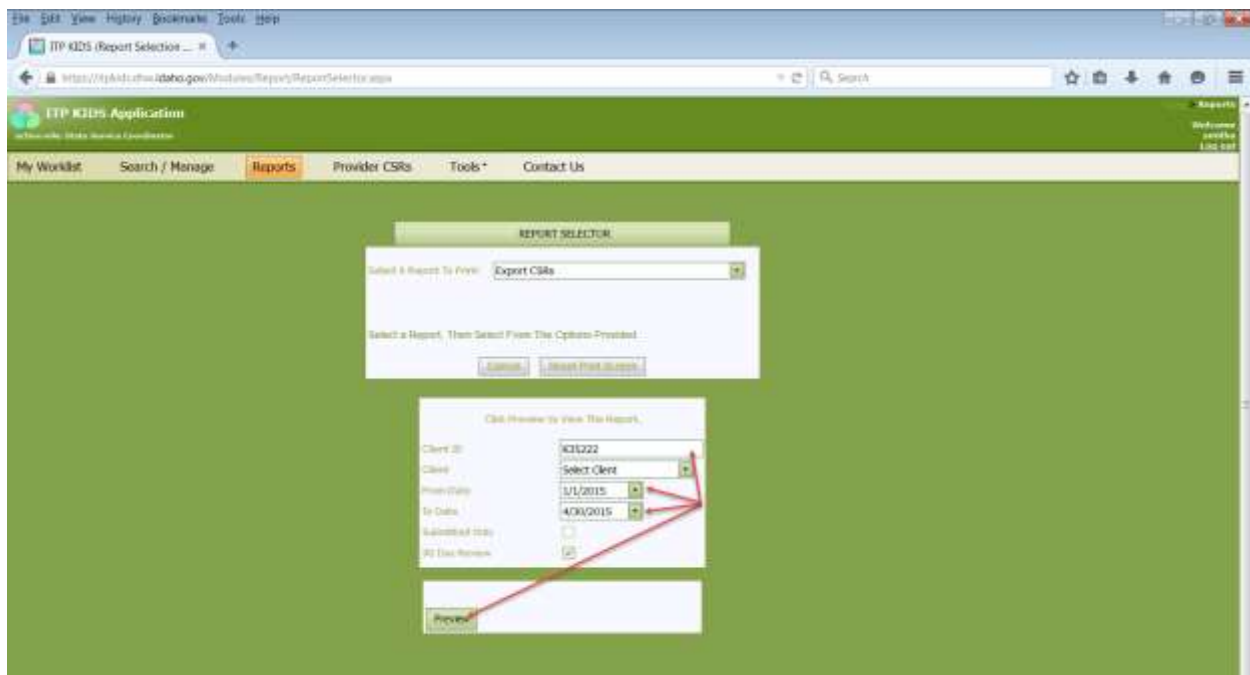 File Edit View History Bookmarks Tools Help
ITP KIDS (Report Selection ... ×
Search
ITP KIDS Application
Reports
Welcome
Log out
My Worklist Search / Manage Reports Provider CSRs Tools Contact Us
REPORT SELECTOR
Select A Report To Print Export CSRs
Select a Report, Then Select From The Options Provided
Cancel
Click Preview to View The Report.
Client ID
Client Select Client
From Date 1/1/2015
To Date 4/30/2015
Submitted Only
Preview